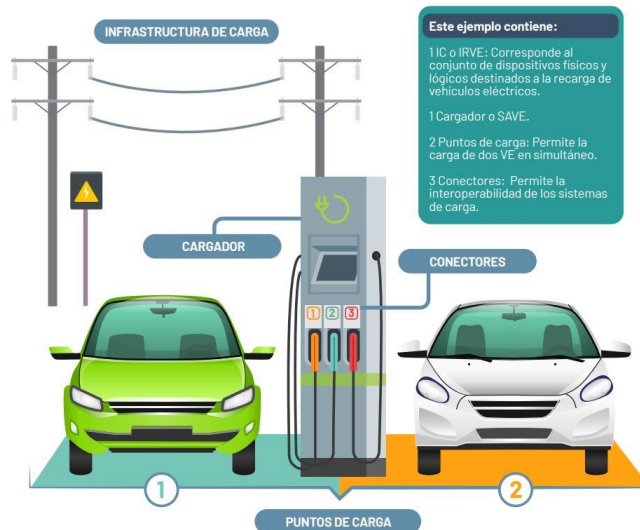 INFRASTRUCTURA DE CARGA
Este ejemplo contiene:
1 IC o IRVE: Corresponde al
conjunto de dispositivos físicos y
lógicos destinados a la recarga de
vehículos eléctricos.
1 Cargador o SAVE.
2 Puntos de carga: Permite la
carga de dos VE en simultáneo.
3 Conectores: Permite la
interoperabilidad de los sistemas
de carga.
CARGADOR
CONECTORES
1 2 3
1
2
PUNTOS DE CARGA